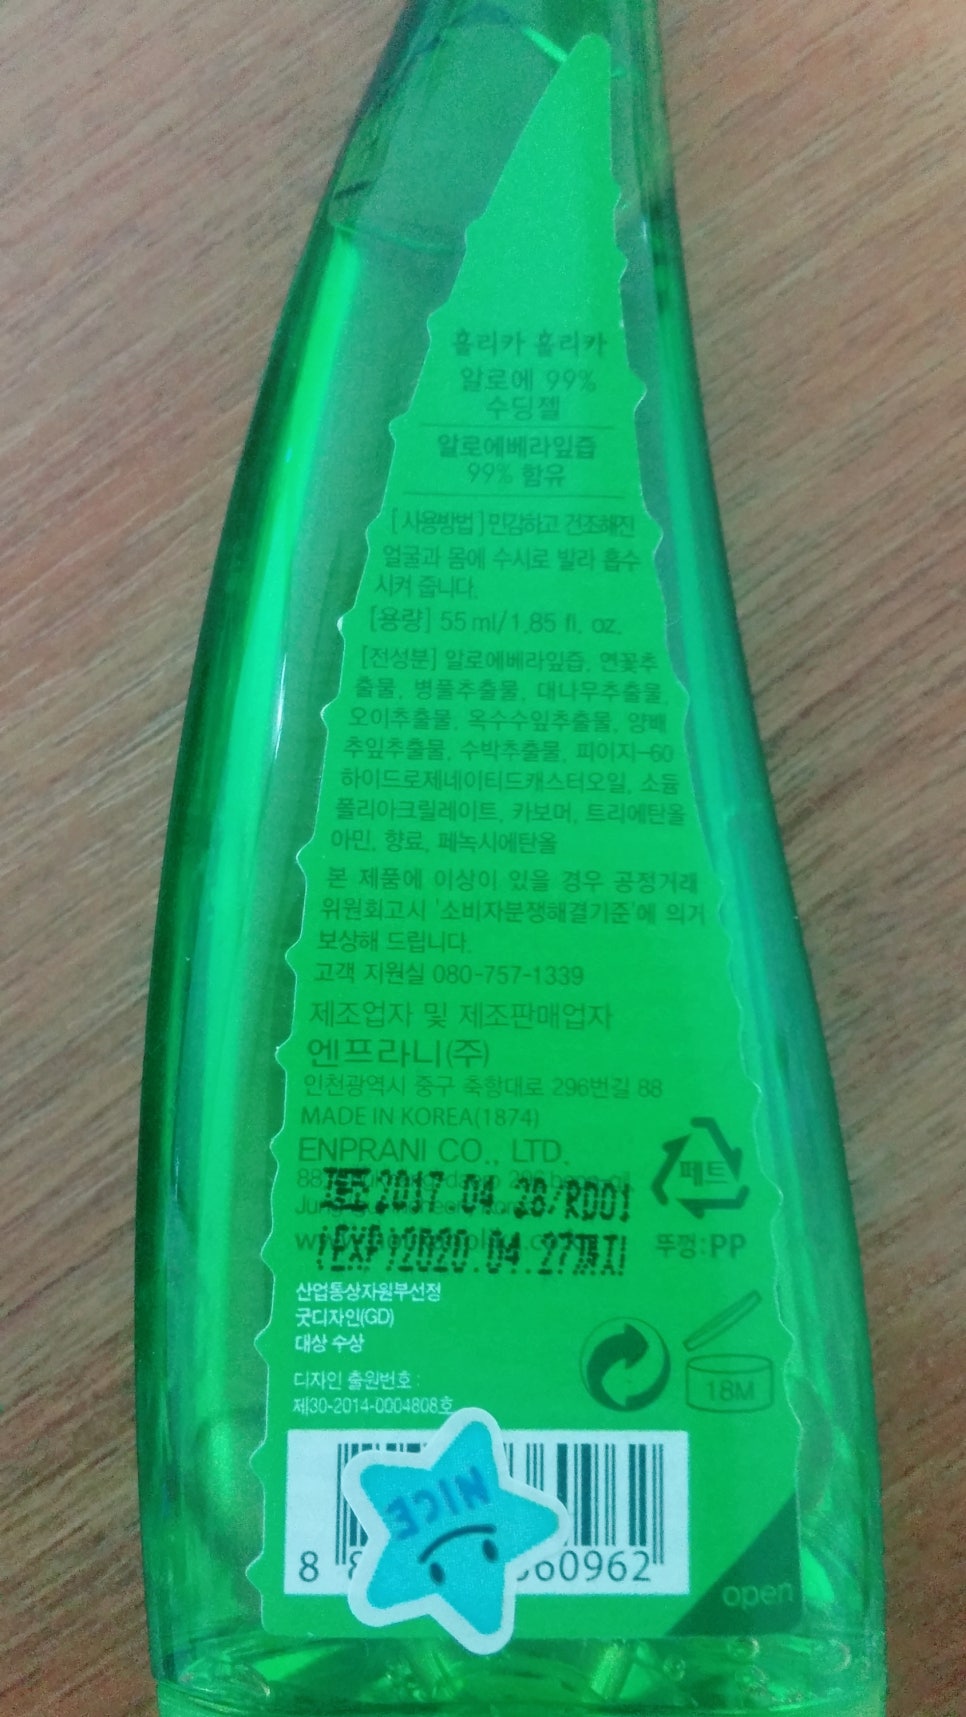 홀리카 홀리카
알로에 99%
수딩젤
알로에베라잎즙
99% 함유
[사용방법] 민감하고 건조해진
얼굴과 몸에 수시로 발라 흡수
시켜 줍니다.
[용량] 55 ml/1.85 fl. oz.
[전성분] 알로에베라잎즙, 연꽃추
출물, 병풀추출물, 대나무추출물,
오이추출물, 옥수수잎추출물, 양배
추잎추출물, 수박추출물, 피이지-60
하이드로제네이티드캐스터오일, 소듐
폴리아크릴레이트, 카보머, 트리에탄올
아민, 향료, 페녹시에탄올
본 제품에 이상이 있을 경우 공정거래
위원회고시 '소비자분쟁해결기준'에 의거
보상해 드립니다.
고객 지원실 080-757-1339
제조업자 및 제조판매업자
엔프라니(주)
인천광역시 중구 축항대로 296번길 88
MADE IN KOREA(1874)
ENPRANI CO., LTD.
제조 2017 04 28/RD01
(EXP)2020.04.27까지
페트
뚜껑:PP
산업통상자원부선정
굿디자인(GD)
대상 수상
디자인 출원번호 :
제30-2014-0004808호
18M
NICE
8 60962
open